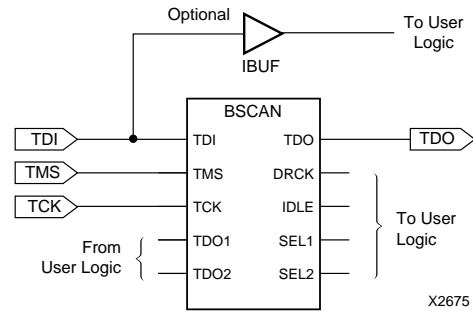 Optional
To User
Logic
IBUF
BSCAN
TDI
TDI
TDO
TDO
TMS
TMS
DRCK
TCK
TCK
IDLE
From
User Logic
TDO1
SEL1
TDO2
SEL2
To User
Logic
X2675